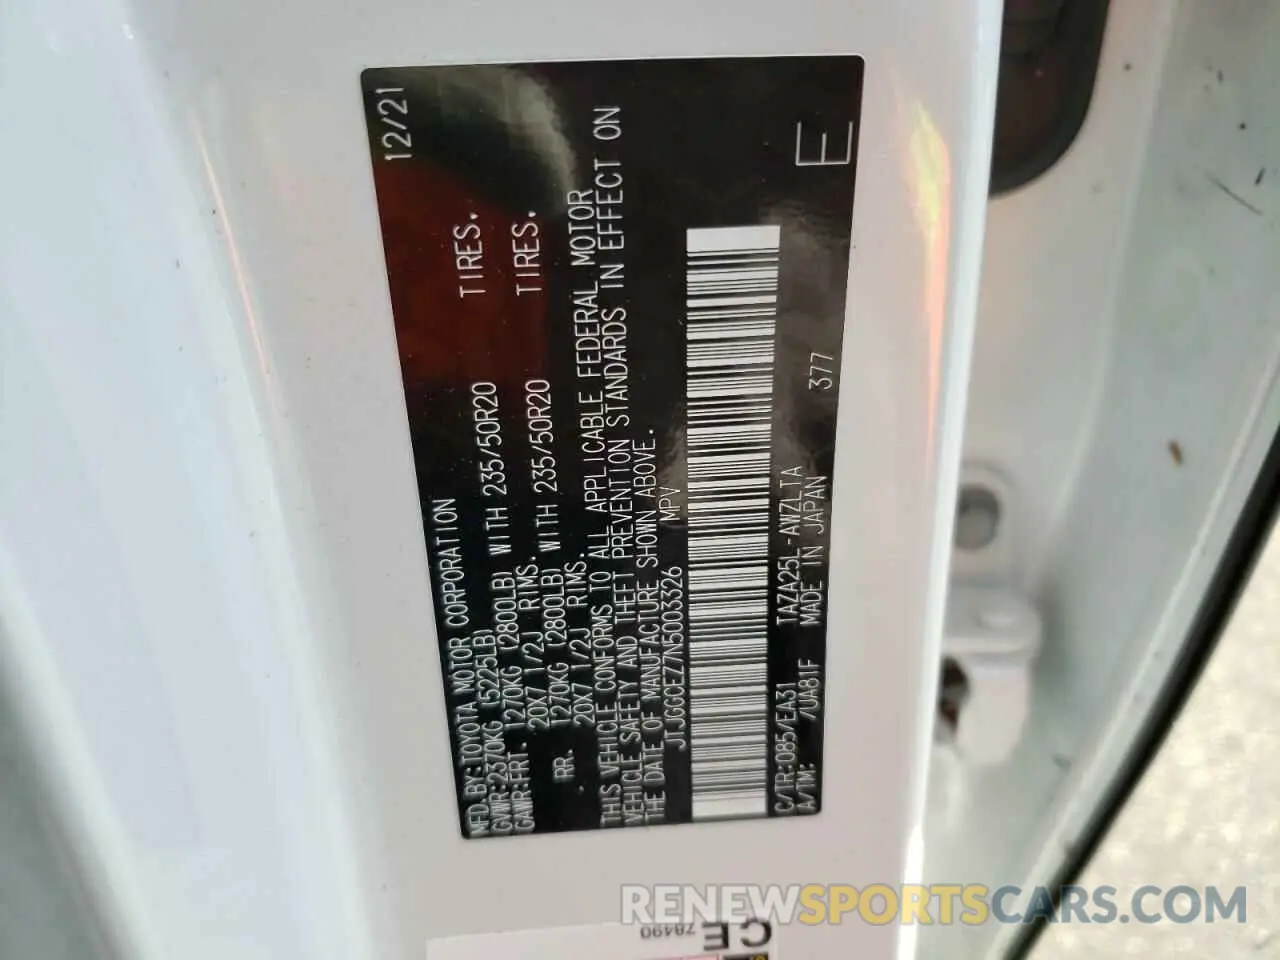 MFD.BY:TOYOTA MOTOR CORPORATION 12/21
GVWR:2370KG (5225LB)
GAWR:FRT. 1270KG (2800LB) WITH 235/50R20 TIRES.
20X7 1/2J RIMS.
RR. 1270KG (2800LB) WITH 235/50R20 TIRES.
20X7 1/2J RIMS.
THIS VEHICLE CONFORMS TO ALL APPLICABLE FEDERAL MOTOR
VEHICLE SAFETY AND THEFT PREVENTION STANDARDS IN EFFECT ON
THE DATE OF MANUFACTURE SHOWN ABOVE.
JTJGGCEZ7N5003326 MPV
C/TR:085/EA31 TAZA25L-AWZLTA
A/TM: /UA81F MADE IN JAPAN 377
E
CE
78490
RENEWSPORTSCARS.COM